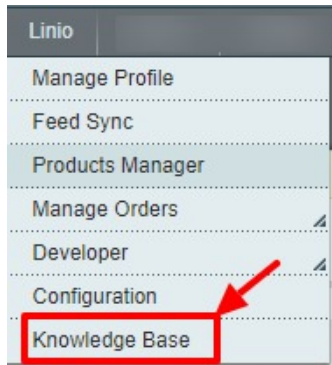 Linio
Manage Profile
Feed Sync
Products Manager
Manage Orders
Developer
Configuration
Knowledge Base